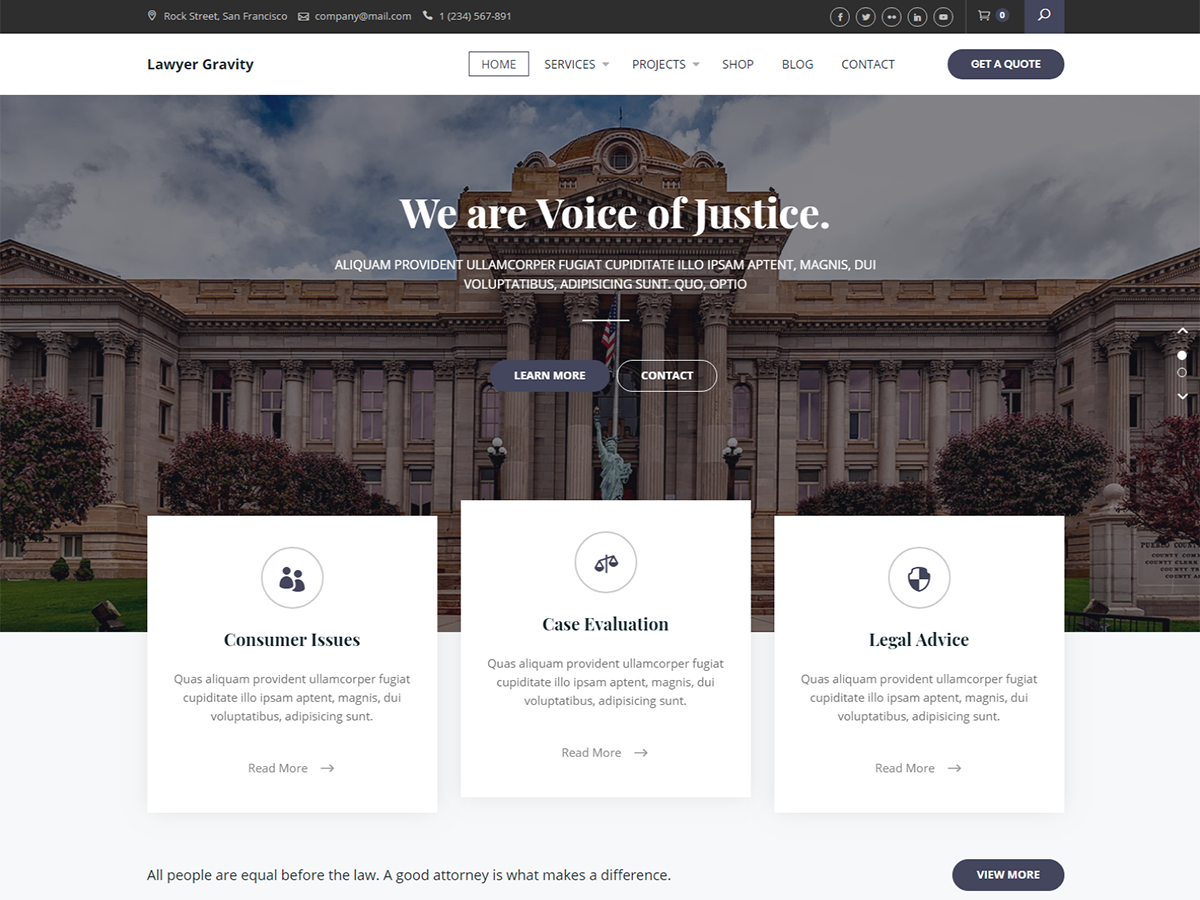 Rock Street, San Francisco company@mail.com 1 (234) 567-891 0
Lawyer Gravity HOME SERVICES PROJECTS SHOP BLOG CONTACT GET A QUOTE
We are Voice of Justice.
ALIQUAM PROVIDENT ULLAMCORPER FUGIAT CUPIDITATE ILLO IPSAM APTENT, MAGNIS, DUI
VOLUPTATIBUS, ADIPISICING SUNT. QUO, OPTIO
LEARN MORE CONTACT
COUNTY CLERK
Consumer Issues
Quas aliquam provident ullamcorper fugiat
cupiditate illo ipsam aptent, magnis, dui
voluptatibus, adipisicing sunt.
Read More
Case Evaluation
Quas aliquam provident ullamcorper fugiat
cupiditate illo ipsam aptent, magnis, dui
voluptatibus, adipisicing sunt.
Read More
Legal Advice
Quas aliquam provident ullamcorper fugiat
cupiditate illo ipsam aptent, magnis, dui
voluptatibus, adipisicing sunt.
Read More
All people are equal before the law. A good attorney is what makes a difference. VIEW MORE